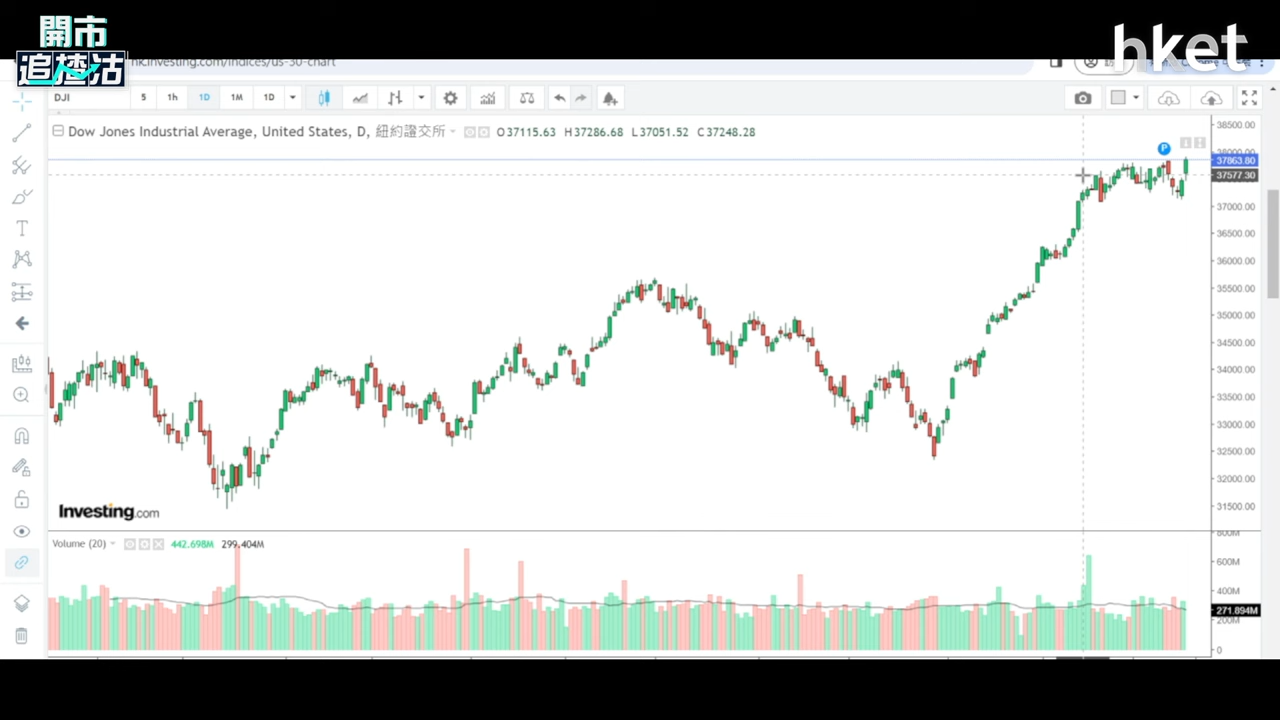 開市
追揸沽
hket
hk.investing.com/indices/us-30-chart
DJI 5 1h 1D 1M 1D
Dow Jones Industrial Average, United States, D, 紐約證交所 O37115.63 H37286.68 L37051.52 C37248.28
P
38500.00
38000.00
37863.80
37577.30
37000.00
36500.00
36000.00
35500.00
35000.00
34500.00
34000.00
33500.00
33000.00
32500.00
32000.00
31500.00
Investing.com
Volume (20) 442.698M 299.404M
800M
600M
400M
271.894M
200M
0